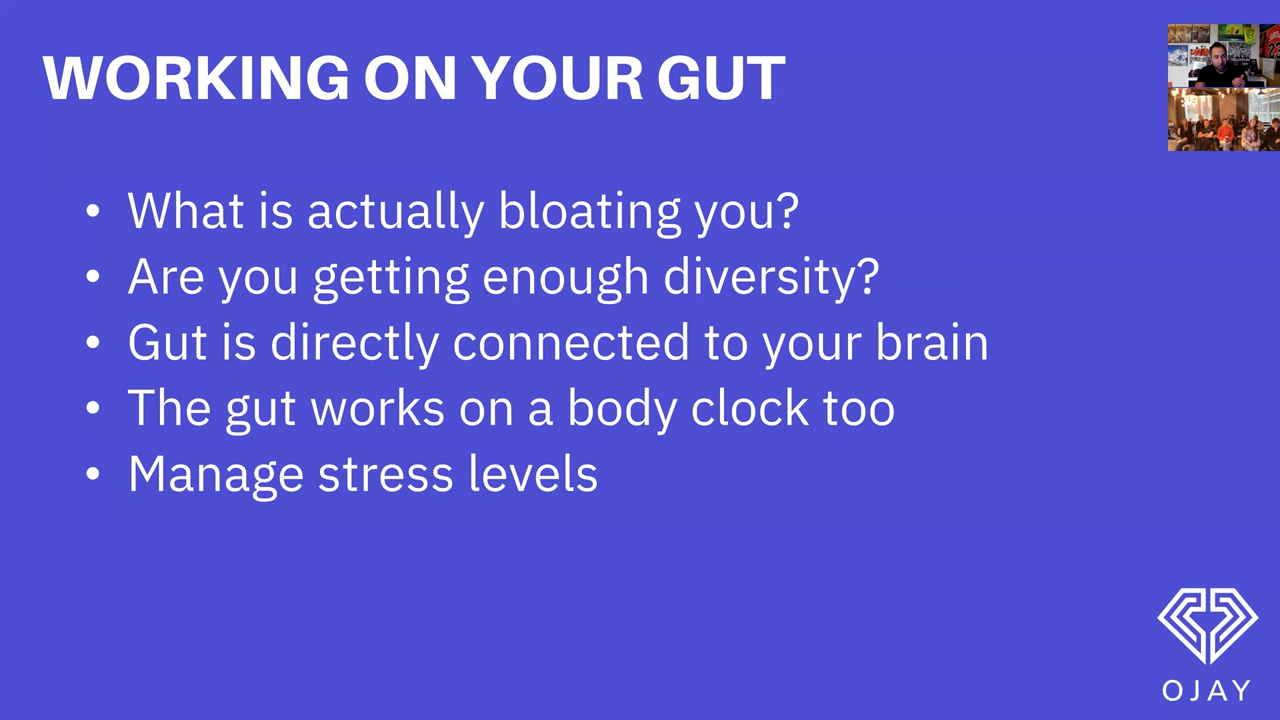 WORKING ON YOUR GUT
• What is actually bloating you?
• Are you getting enough diversity?
• Gut is directly connected to your brain
• The gut works on a body clock too
• Manage stress levels
OJAY